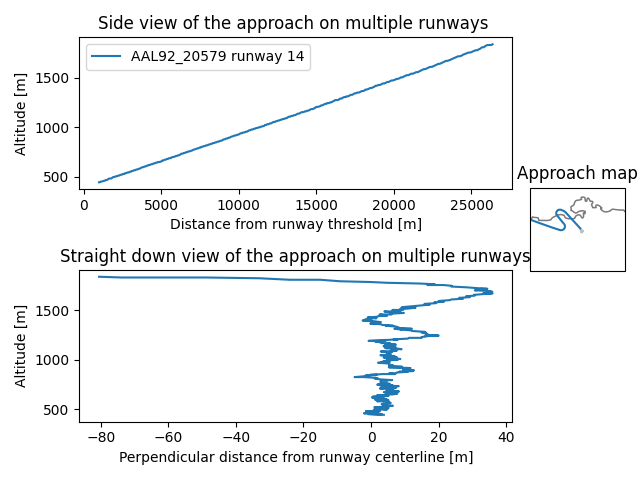 Side view of the approach on multiple runways
AAL92_20579 runway 14
Altitude [m]
1500
1000
500
0
5000
10000
15000
20000
25000
Distance from runway threshold [m]
Approach map
Straight down view of the approach on multiple runways
Altitude [m]
1500
1000
500
−80
−60
−40
−20
0
20
40
Perpendicular distance from runway centerline [m]